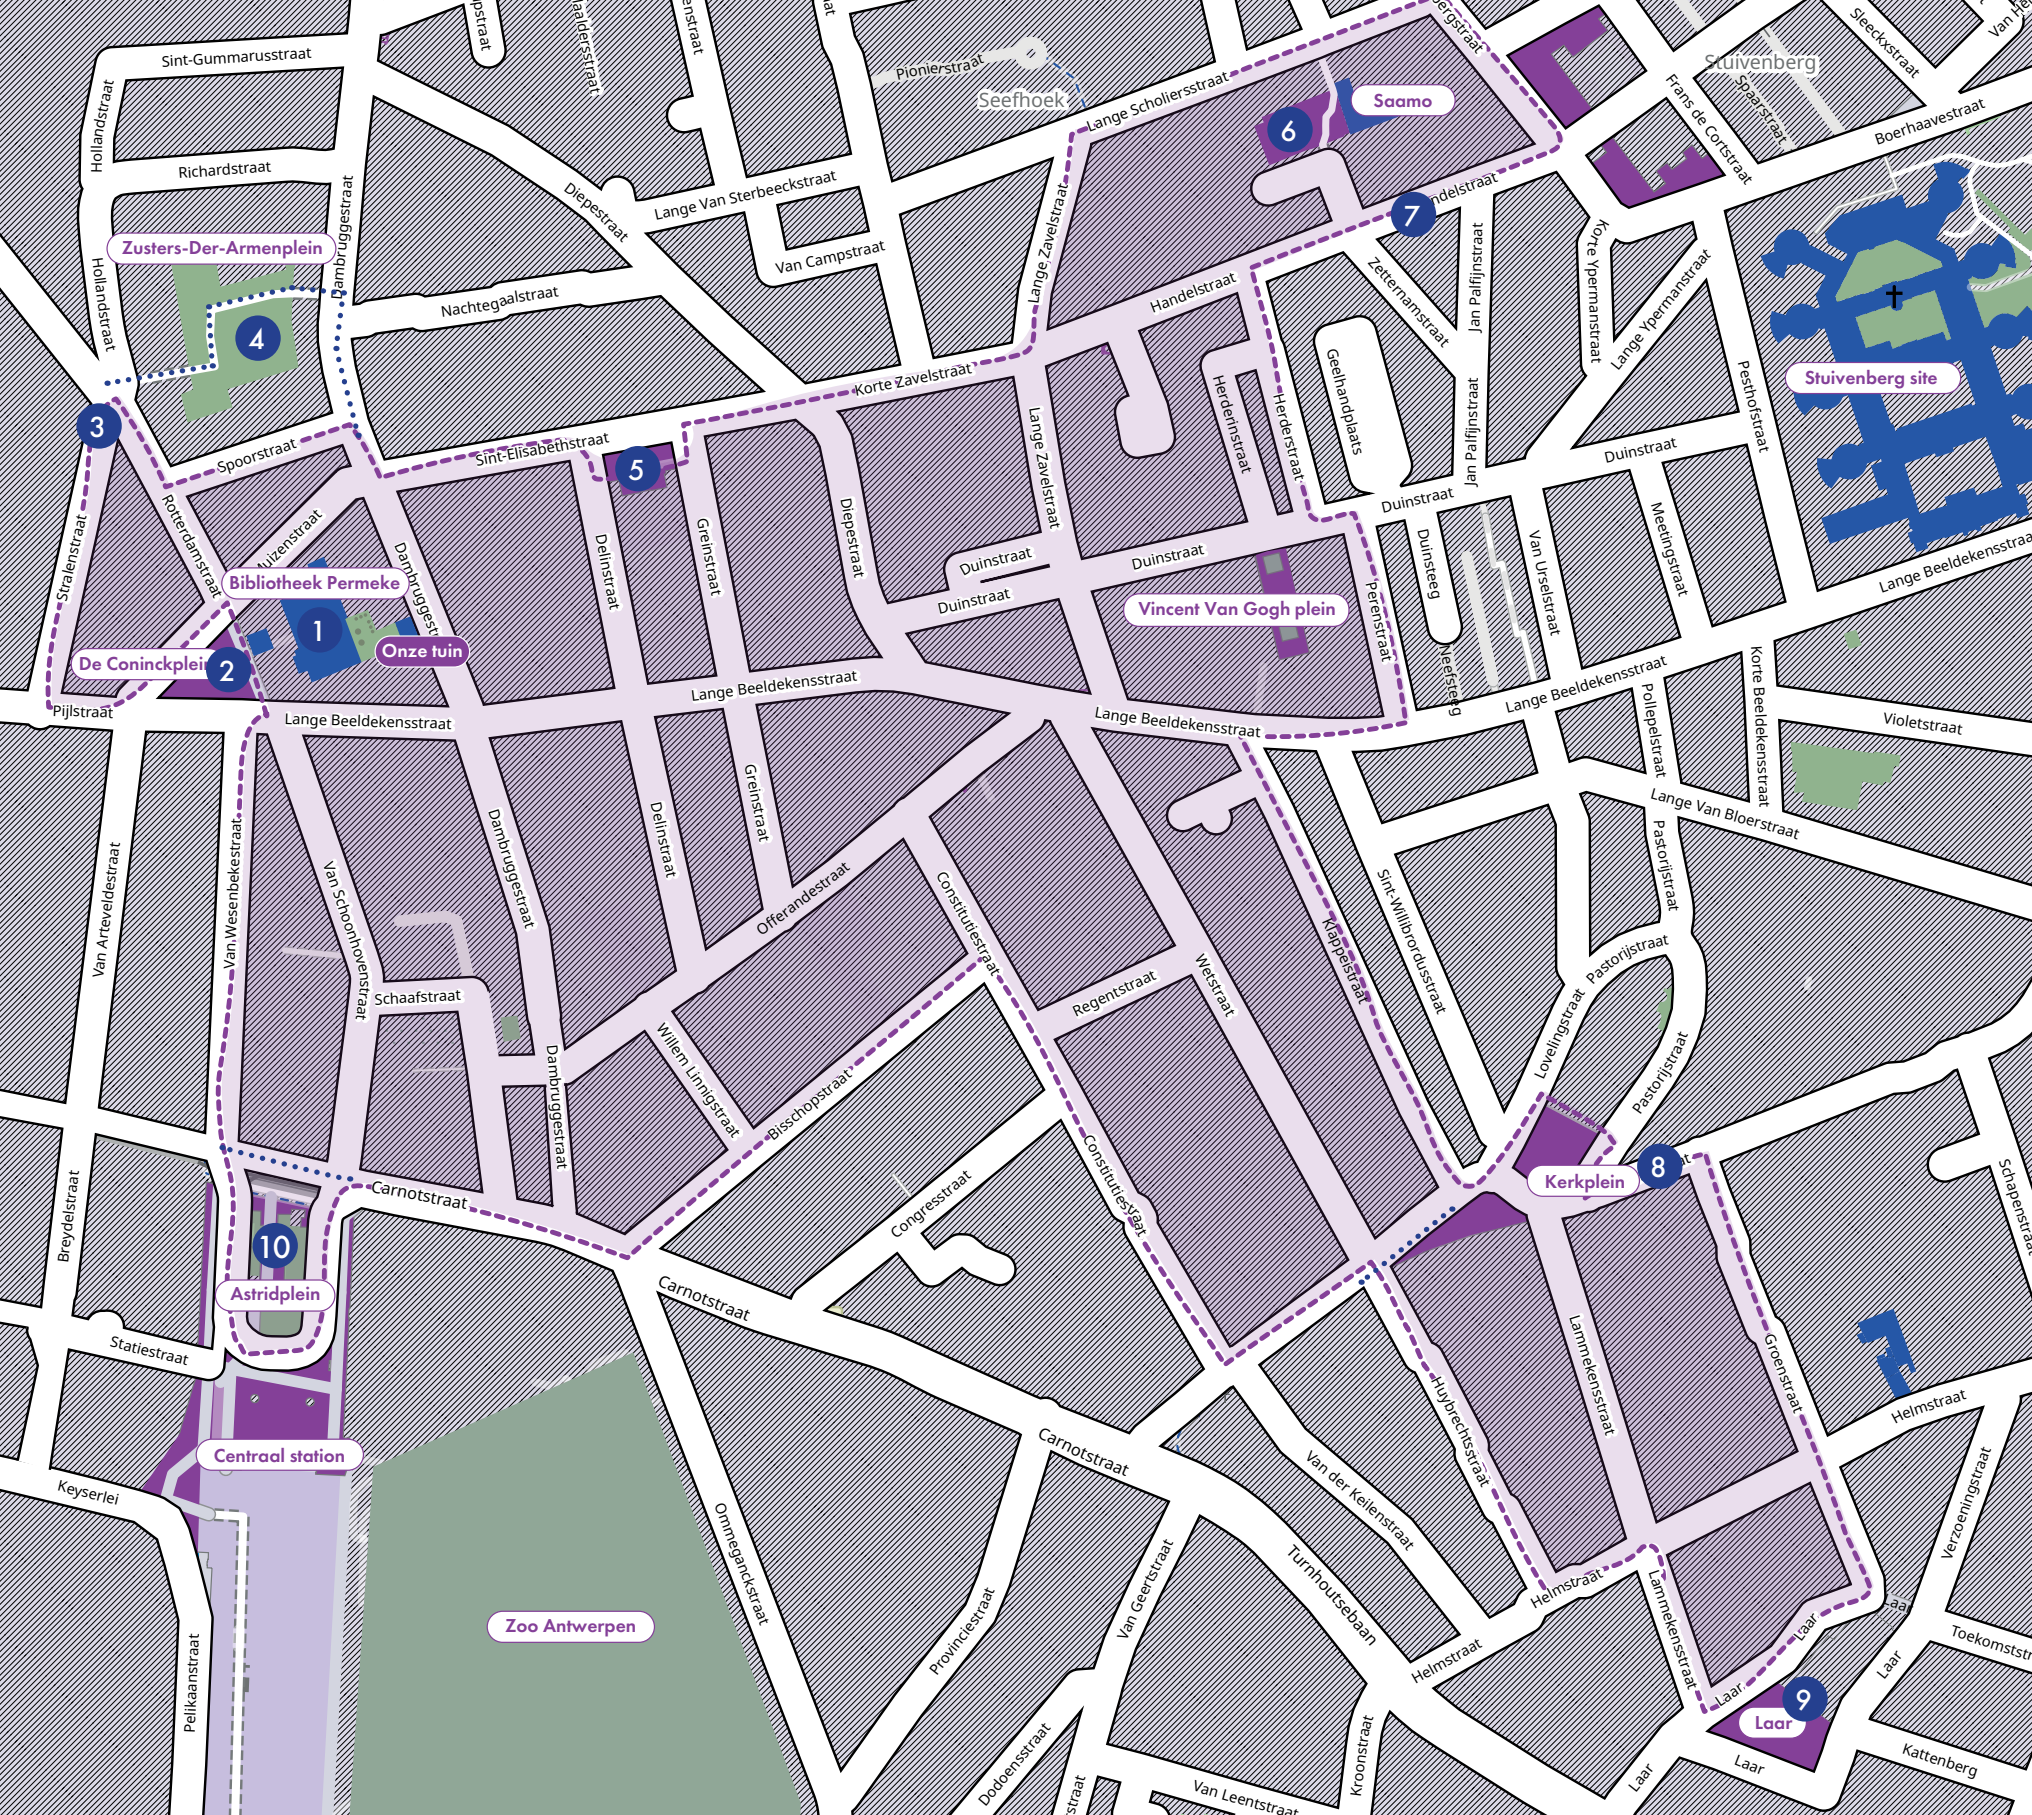 Sint-Gummarusstraat
Hollandstraat
Richardstraat
Dambruggestraat
Zusters-Der-Armenplein
Hollandstraat
4
Nachtegaalstraat
Diepestraat
Lange Van Sterbeeckstraat
Van Campstraat
Pionierstraat
Seefhoek
Lange Scholiersstraat
6
Saamo
7
Lange Zavelstraat
Handelstraat
Zetternamstraat
Jan Palfijnstraat
Jan Palfijnstraat
Frans de Cortstraat
Stuivenberg
Spaarstraat
Sleeckxstraat
Boerhaavestraat
Korte Ypermanstraat
Lange Ypermanstraat
Stuivenberg site
Pesthofstraat
3
Spoorstraat
Sint-Elisabethstraat
5
Korte Zavelstraat
Lange Zavelstraat
Herderinstraat
Herderstraat
Geelhandplaats
Duinstraat
Duinstraat
Duinsteeg
Van Urselstraat
Meetingstraat
Stralenstraat
Rotterdamstraat
Muizenstraat
Bibliotheek Permeke
1
Onze tuin
De Coninckplein
2
Delinstraat
Greinstraat
Diepestraat
Duinstraat
Duinstraat
Duinstraat
Vincent Van Gogh plein
Perenstraat
Neefsteeg
Lange Beeldekensstraat
Lange Beeldekensstraat
Pijlstraat
Lange Beeldekensstraat
Lange Beeldekensstraat
Lange Beeldekensstraat
Pollepelstraat
Korte Beeldekensstraat
Violetstraat
Lange Van Bloerstraat
Van Arteveldestraat
Van Wesenbekestraat
Van Schoonhovenstraat
Dambruggestraat
Delinstraat
Greinstraat
Offerandestraat
Constitutiestraat
Wetstraat
Klappeistraat
Sint-Willibrordusstraat
Pastorijstraat
Pastorijstraat
Lovelingstraat
Pastorijstraat
Schaafstraat
Dambruggestraat
Willem Linnigstraat
Bisschopstraat
Regentstraat
Constitutiestraat
Congresstraat
Kerkplein
8
Schapenstraat
Breydelstraat
Carnotstraat
10
Astridplein
Statiestraat
Carnotstraat
Carnotstraat
Centraal station
Keyserlei
Pelikaanstraat
Zoo Antwerpen
Ommeganckstraat
Provinciestraat
Van Geertstraat
Dodoensstraat
Van Leentstraat
Kroonstraat
Turnhoutsebaan
Van der Keilenstraat
Huybrechtsstraat
Helmstraat
Helmstraat
Lammekensstraat
Lammekensstraat
Groenstraat
Helmstraat
Verzoeningstraat
Laar
Laar
Laar
Laar
9
Laar
Laar
Laar
Kattenberg